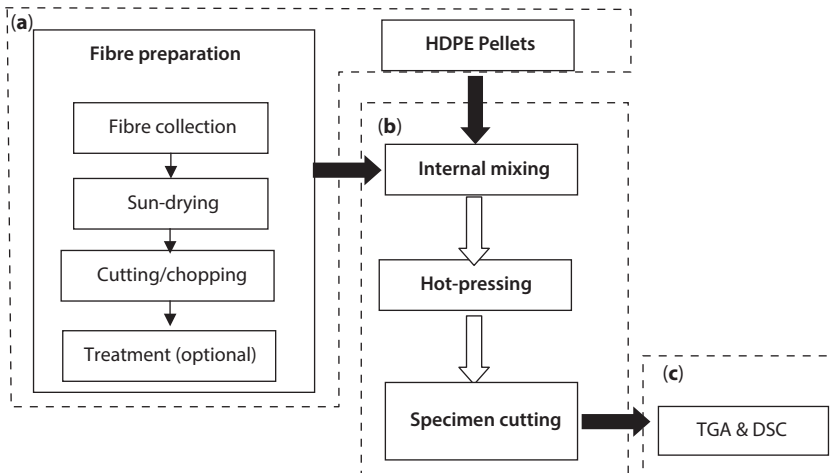 (a)
Fibre preparation
Fibre collection
Sun-drying
Cutting/chopping
Treatment (optional)
HDPE Pellets
(b)
Internal mixing
Hot-pressing
Specimen cutting
(c)
TGA & DSC